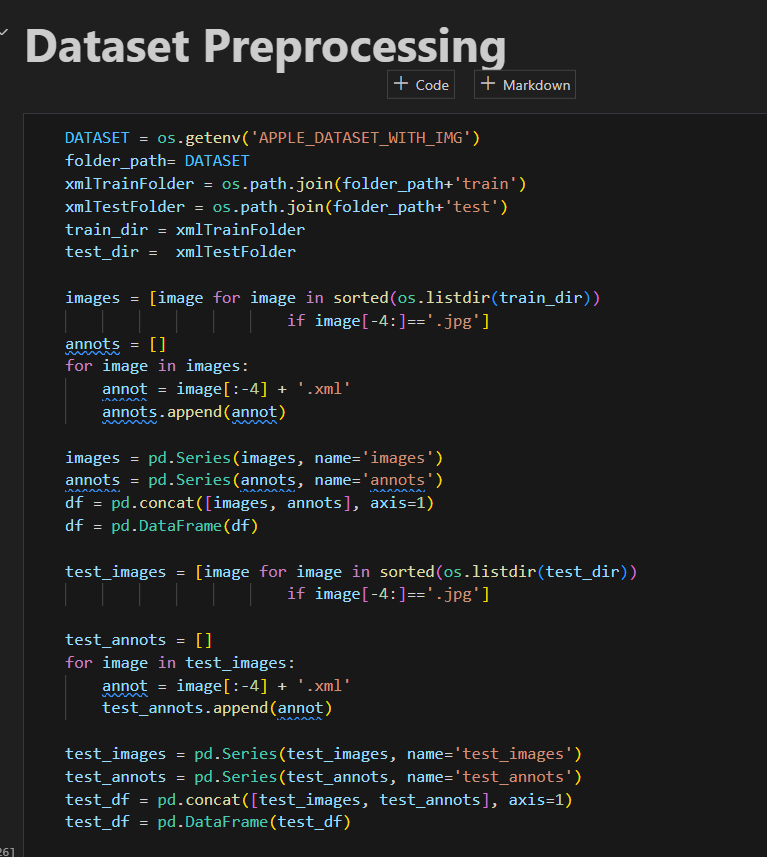 Dataset Preprocessing
+ Code + Markdown
DATASET = os.getenv('APPLE_DATASET_WITH_IMG')
folder_path= DATASET
xmlTrainFolder = os.path.join(folder_path+'train')
xmlTestFolder = os.path.join(folder_path+'test')
train_dir = xmlTrainFolder
test_dir =  xmlTestFolder
images = [image for image in sorted(os.listdir(train_dir))
if image[-4:]=='.jpg']
annots = []
for image in images:
annot = image[:-4] + '.xml'
annots.append(annot)
images = pd.Series(images, name='images')
annots = pd.Series(annots, name='annots')
df = pd.concat([images, annots], axis=1)
df = pd.DataFrame(df)
test_images = [image for image in sorted(os.listdir(test_dir))
if image[-4:]=='.jpg']
test_annots = []
for image in test_images:
annot = image[:-4] + '.xml'
test_annots.append(annot)
test_images = pd.Series(test_images, name='test_images')
test_annots = pd.Series(test_annots, name='test_annots')
test_df = pd.concat([test_images, test_annots], axis=1)
test_df = pd.DataFrame(test_df)
26]